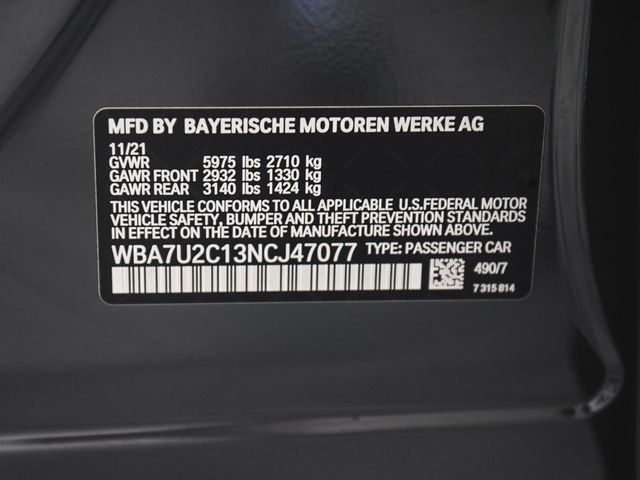 MFD BY BAYERISCHE MOTOREN WERKE AG
11/21
GVWR 5975 lbs 2710 kg
GAWR FRONT 2932 lbs 1330 kg
GAWR REAR 3140 lbs 1424 kg
THIS VEHICLE CONFORMS TO ALL APPLICABLE U.S.FEDERAL MOTOR
VEHICLE SAFETY, BUMPER AND THEFT PREVENTION STANDARDS
IN EFFECT ON THE DATE OF MANUFACTURE SHOWN ABOVE.
WBA7U2C13NCJ47077 TYPE: PASSENGER CAR
490/7
7 315 814